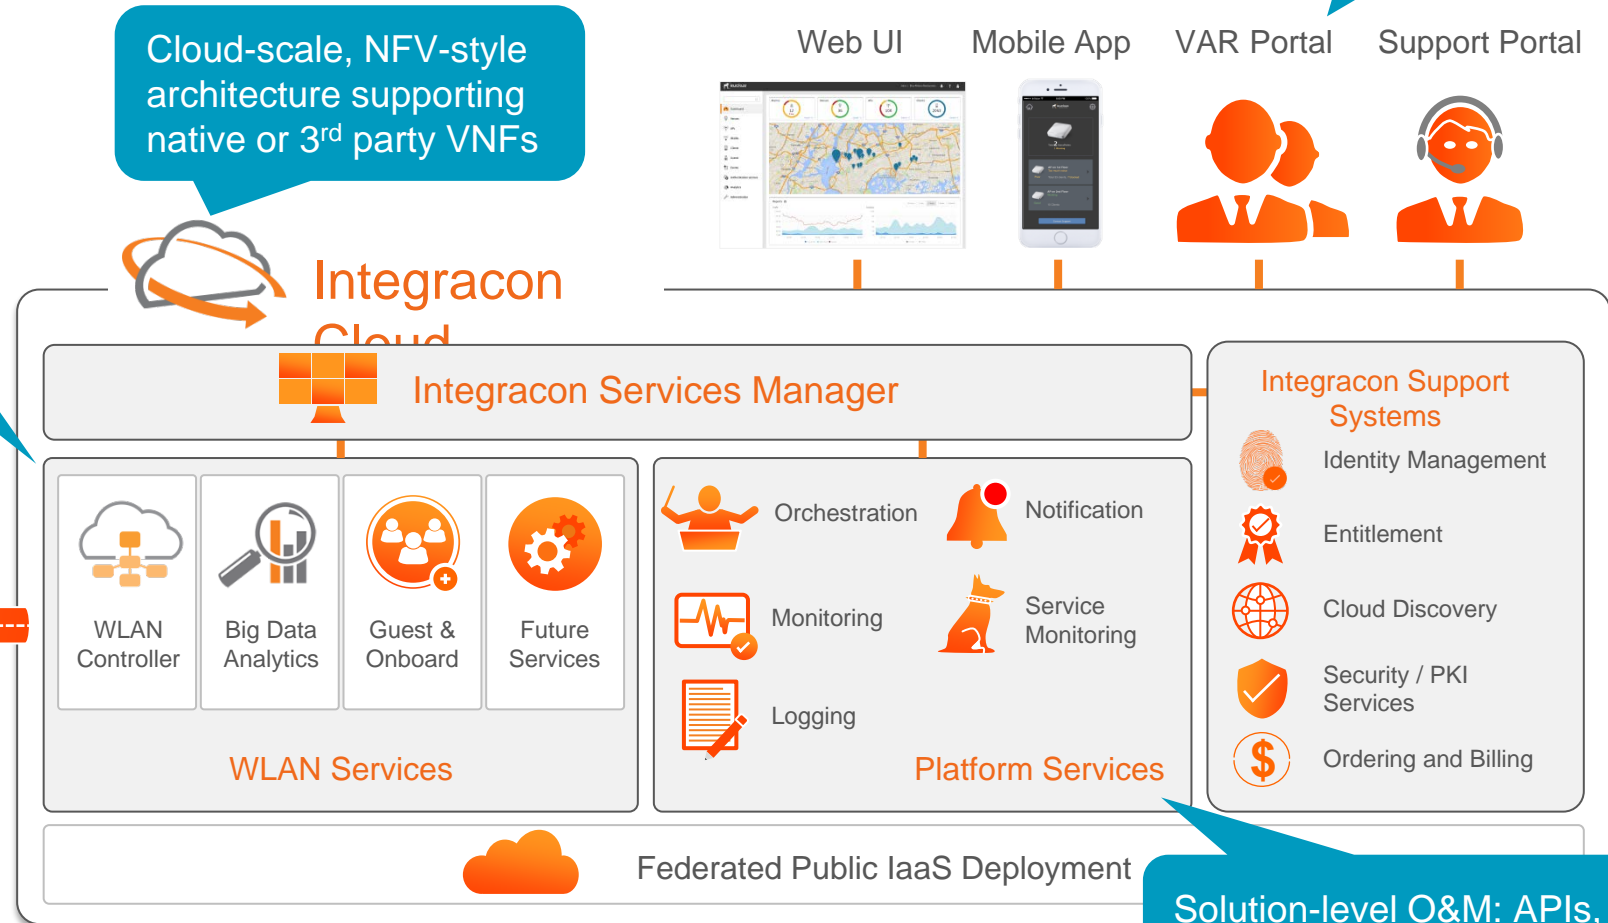 Cloud-scale, NFV-style
architecture supporting
native or 3rd party VNFs
Web UI
Mobile App
VAR Portal
Support Portal
Integracon
Cloud
Integracon Services Manager
Integracon Support
Systems
Identity Management
Entitlement
Cloud Discovery
Security / PKI
Services
Ordering and Billing
WLAN
Controller
Big Data
Analytics
Guest &
Onboard
Future
Services
WLAN Services
Orchestration
Notification
Monitoring
Service
Monitoring
Logging
Platform Services
Federated Public IaaS Deployment
Solution-level O&M: APIs,